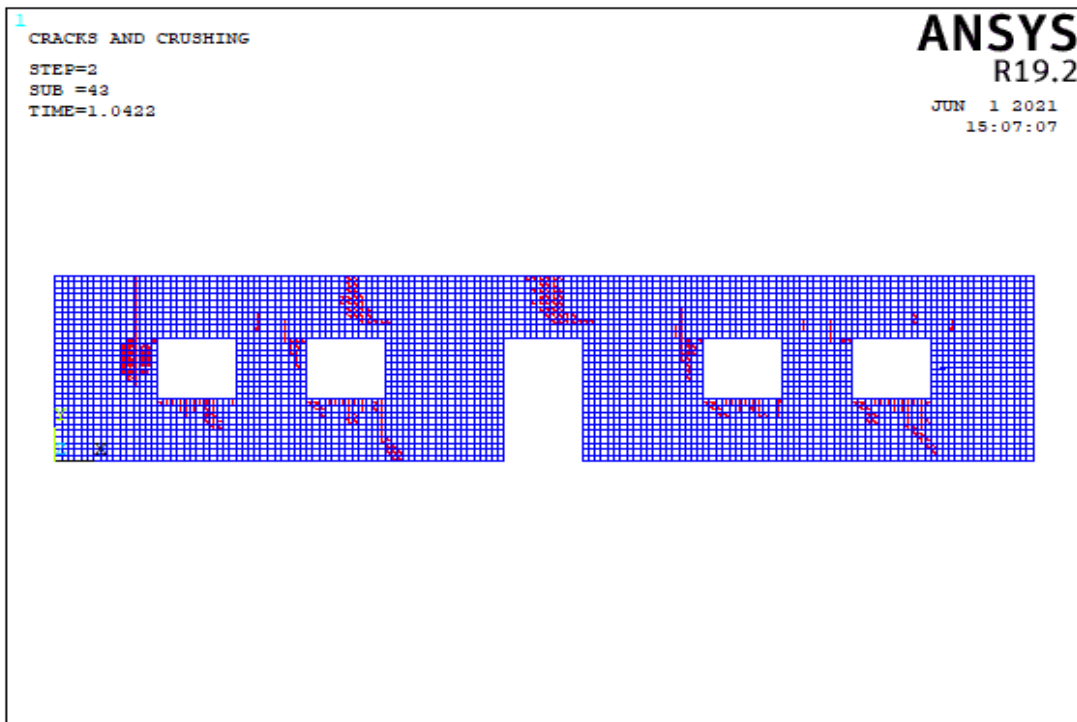 1
CRACKS AND CRUSHING
STEP=2
SUB =43
TIME=1.0422
ANSYS
R19.2
JUN 1 2021
15:07:07
Y
Z X